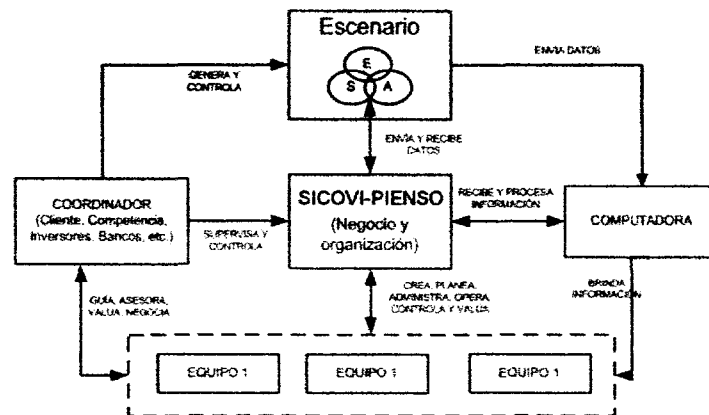 Escenario
E
S A
GENERA Y
CONTROLA
ENVIA DATOS
ENVÍA Y RECIBE
DATOS
COORDINADOR
(Cliente, Competencia,
Inversores, Bancos, etc.)
SUPERVISA Y
CONTROLA
SICOVI-PIENSO
(Negocio y
organización)
RECIBE Y PROCESA
INFORMACIÓN
COMPUTADORA
GUÍA, ASESORA,
VALUA, NEGOCIA
CREA, PLANEA,
ADMINISTRA, OPERA,
CONTROLA Y VALUA
BRINDA
INFORMACIÓN
EQUIPO 1
EQUIPO 1
EQUIPO 1